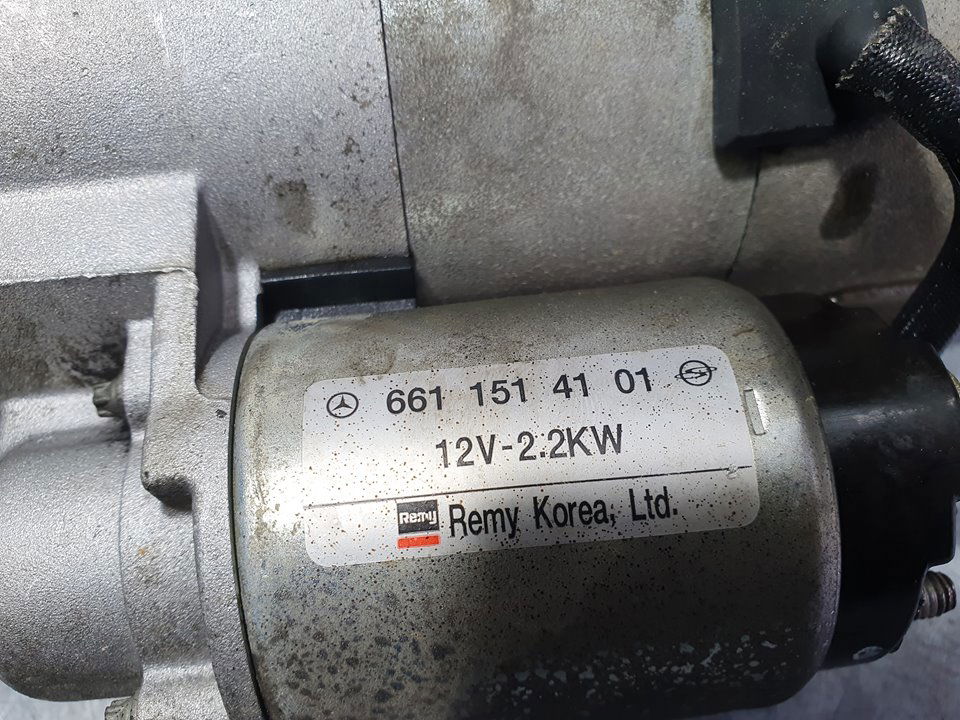 661 151 41 01
12V-2.2KW
Remy Remy Korea, Ltd.